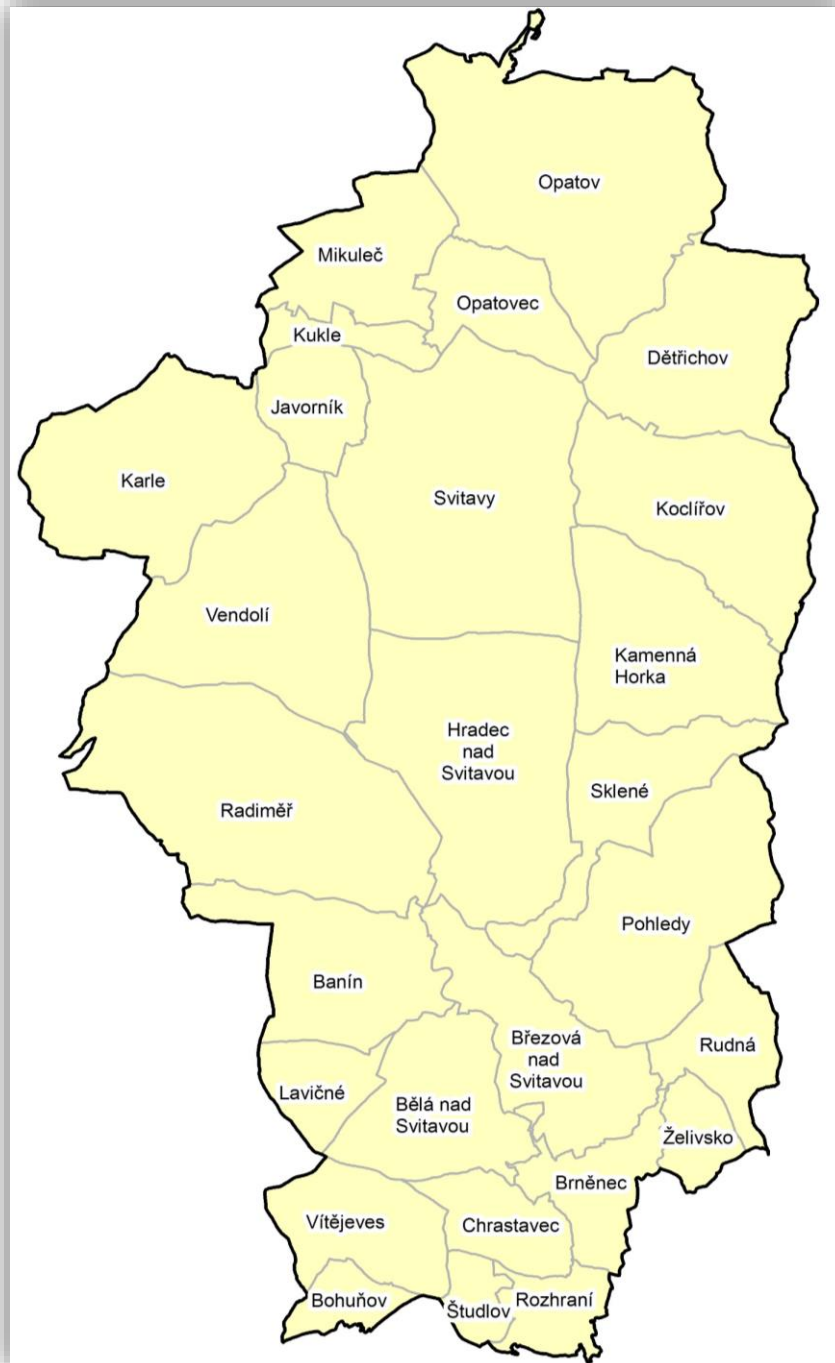 Opatov
Mikuleč
Opatovec
Kukle
Dětřichov
Javorník
Karle
Svitavy
Koclířov
Vendolí
Kamenná
Horka
Hradec
nad
Svitavou
Sklené
Radiměř
Pohledy
Banín
Březová
nad
Svitavou
Rudná
Lavičné
Bělá nad
Svitavou
Želivsko
Brněnec
Vítějeves
Chrastavec
Bohuňov
Študlov
Rozhraní